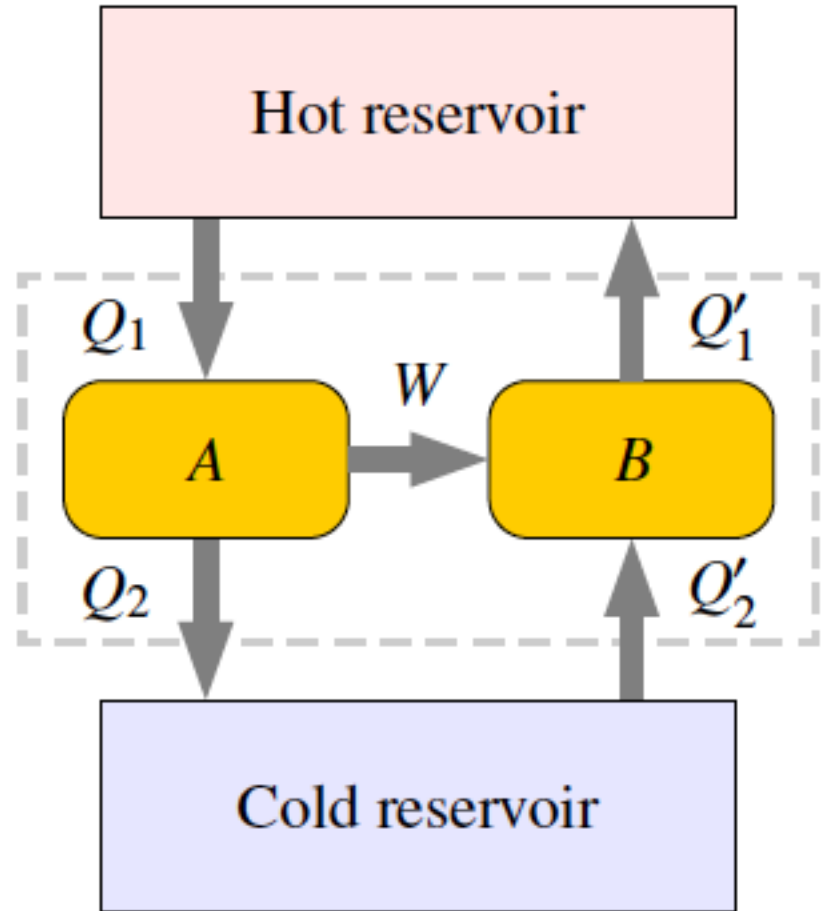 Hot reservoir
Q₁
Q′₁
W
A
B
Q₂
Q′₂
Cold reservoir